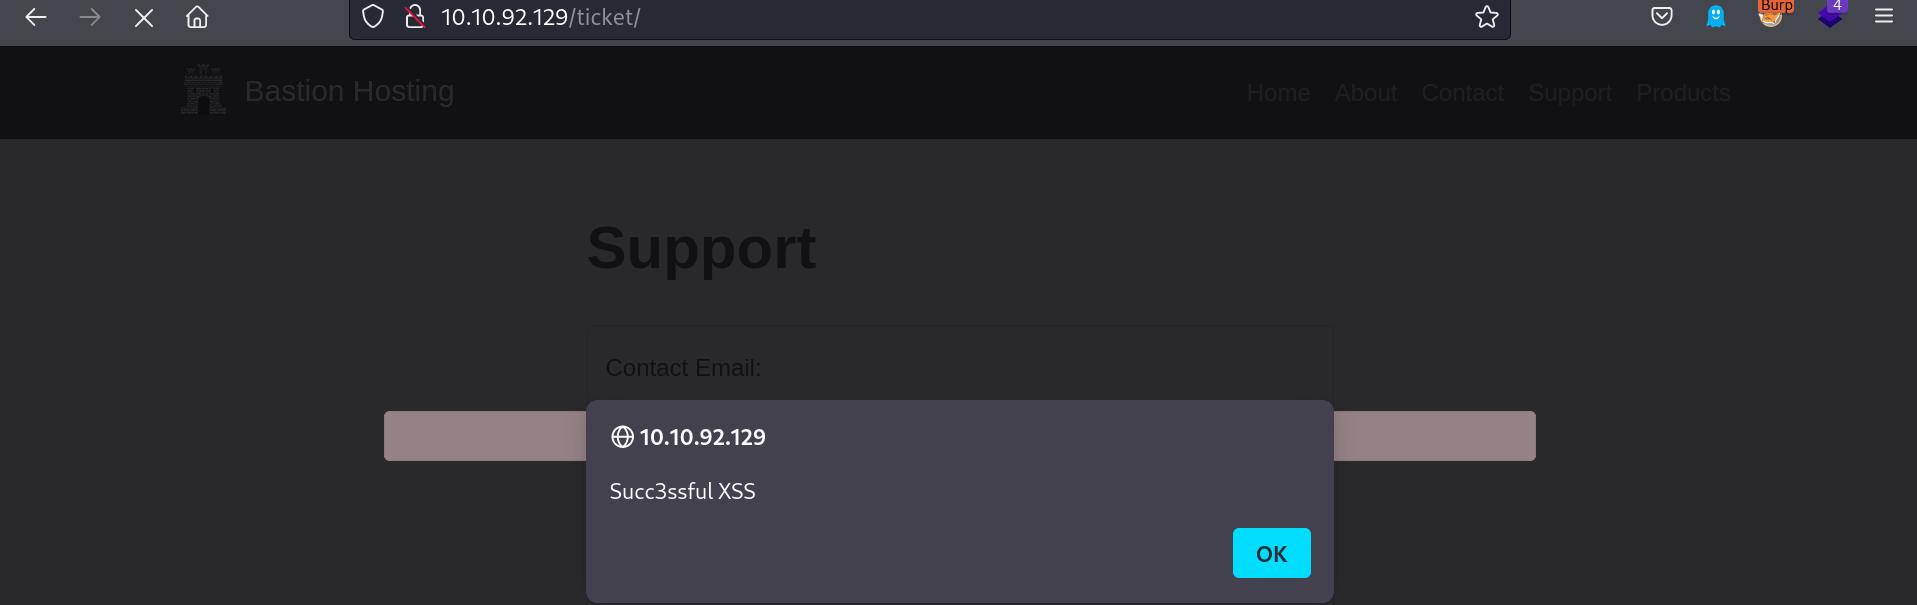 10.10.92.129/ticket/
Burp
4
Bastion Hosting
Home About Contact Support Products
Support
Contact Email:
10.10.92.129
Succ3ssful XSS
OK